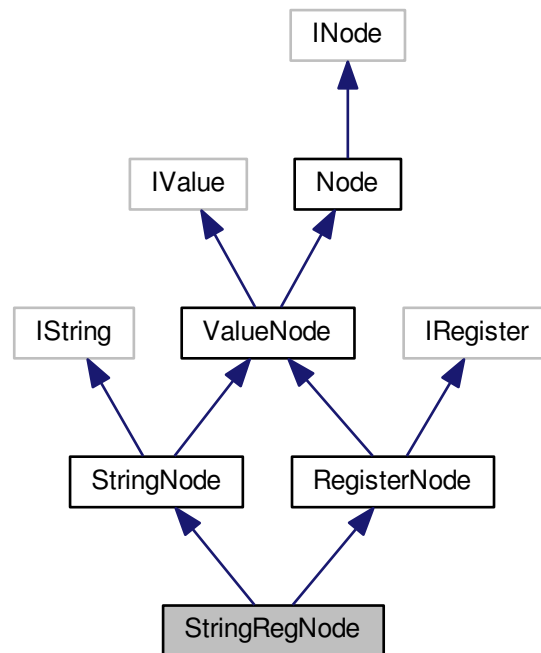 INode
IValue
Node
IString
ValueNode
IRegister
StringNode
RegisterNode
StringRegNode